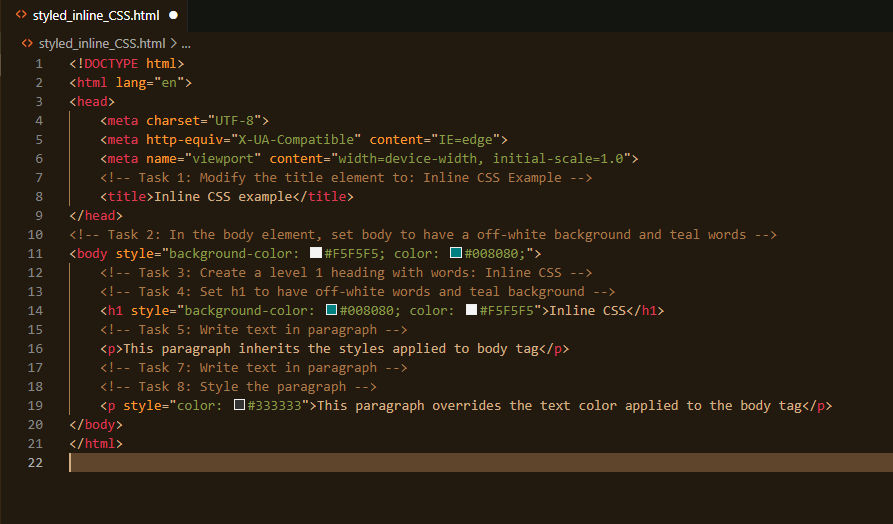 styled_inline_CSS.html
styled_inline_CSS.html > ...
1 <!DOCTYPE html>
2 <html lang="en">
3 <head>
4 <meta charset="UTF-8">
5 <meta http-equiv="X-UA-Compatible" content="IE=edge">
6 <meta name="viewport" content="width=device-width, initial-scale=1.0">
7 <!-- Task 1: Modify the title element to: Inline CSS Example -->
8 <title>Inline CSS example</title>
9 </head>
10 <!-- Task 2: In the body element, set body to have a off-white background and teal words -->
11 <body style="background-color: #F5F5F5; color: #008080;">
12 <!-- Task 3: Create a level 1 heading with words: Inline CSS -->
13 <!-- Task 4: Set h1 to have off-white words and teal background -->
14 <h1 style="background-color: #008080; color: #F5F5F5">Inline CSS</h1>
15 <!-- Task 5: Write text in paragraph -->
16 <p>This paragraph inherits the styles applied to body tag</p>
17 <!-- Task 7: Write text in paragraph -->
18 <!-- Task 8: Style the paragraph -->
19 <p style="color: #333333">This paragraph overrides the text color applied to the body tag</p>
20 </body>
21 </html>
22